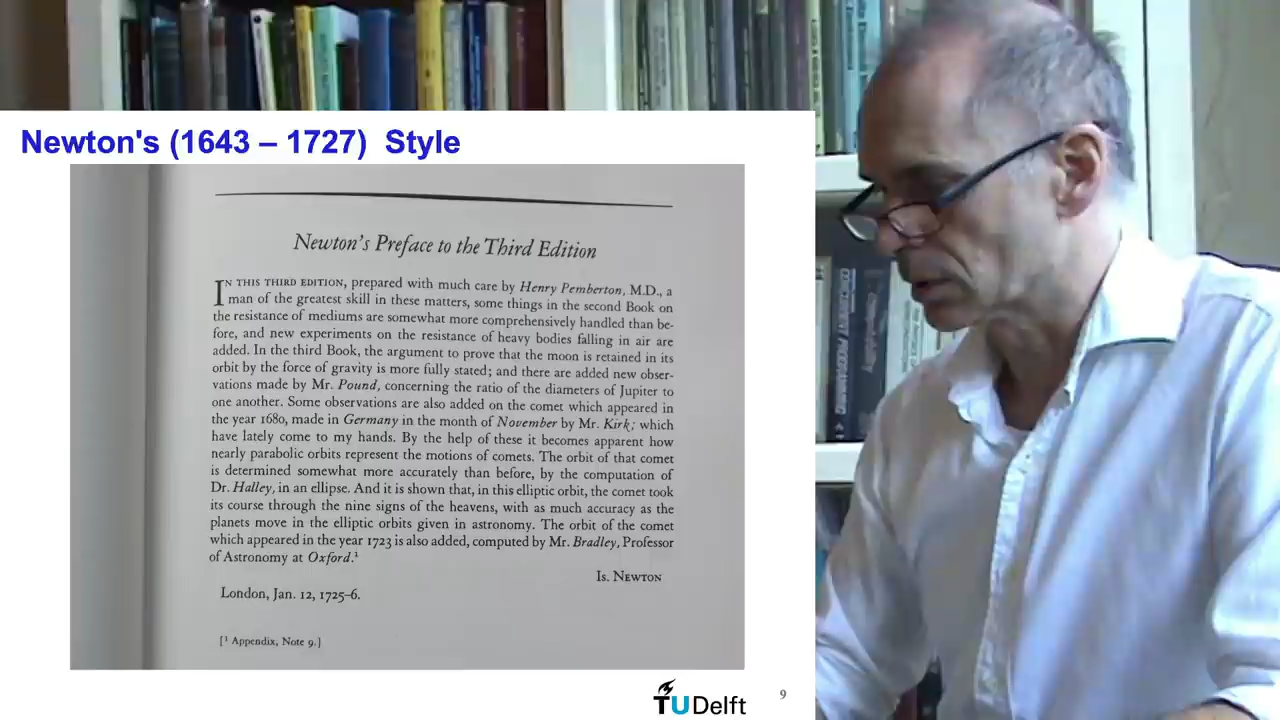 Newton's (1643 – 1727) Style
Newton's Preface to the Third Edition
IN THIS THIRD EDITION, prepared with much care by Henry Pemberton, M.D., a
man of the greatest skill in these matters, some things in the second Book on
the resistance of mediums are somewhat more comprehensively handled than be-
fore, and new experiments on the resistance of heavy bodies falling in air are
added. In the third Book, the argument to prove that the moon is retained in its
orbit by the force of gravity is more fully stated; and there are added new obser-
vations made by Mr. Pound, concerning the ratio of the diameters of Jupiter to
one another. Some observations are also added on the comet which appeared in
the year 1680, made in Germany in the month of November by Mr. Kirk; which
have lately come to my hands. By the help of these it becomes apparent how
nearly parabolic orbits represent the motions of comets. The orbit of that comet
is determined somewhat more accurately than before, by the computation of
Dr. Halley, in an ellipse. And it is shown that, in this elliptic orbit, the comet took
its course through the nine signs of the heavens, with as much accuracy as the
planets move in the elliptic orbits given in astronomy. The orbit of the comet
which appeared in the year 1723 is also added, computed by Mr. Bradley, Professor
of Astronomy at Oxford.¹
Is. NEWTON
London, Jan. 12, 1725–6.
[¹ Appendix, Note 9.]
TUDelft
9
CONCURRENT PROGRAMMING